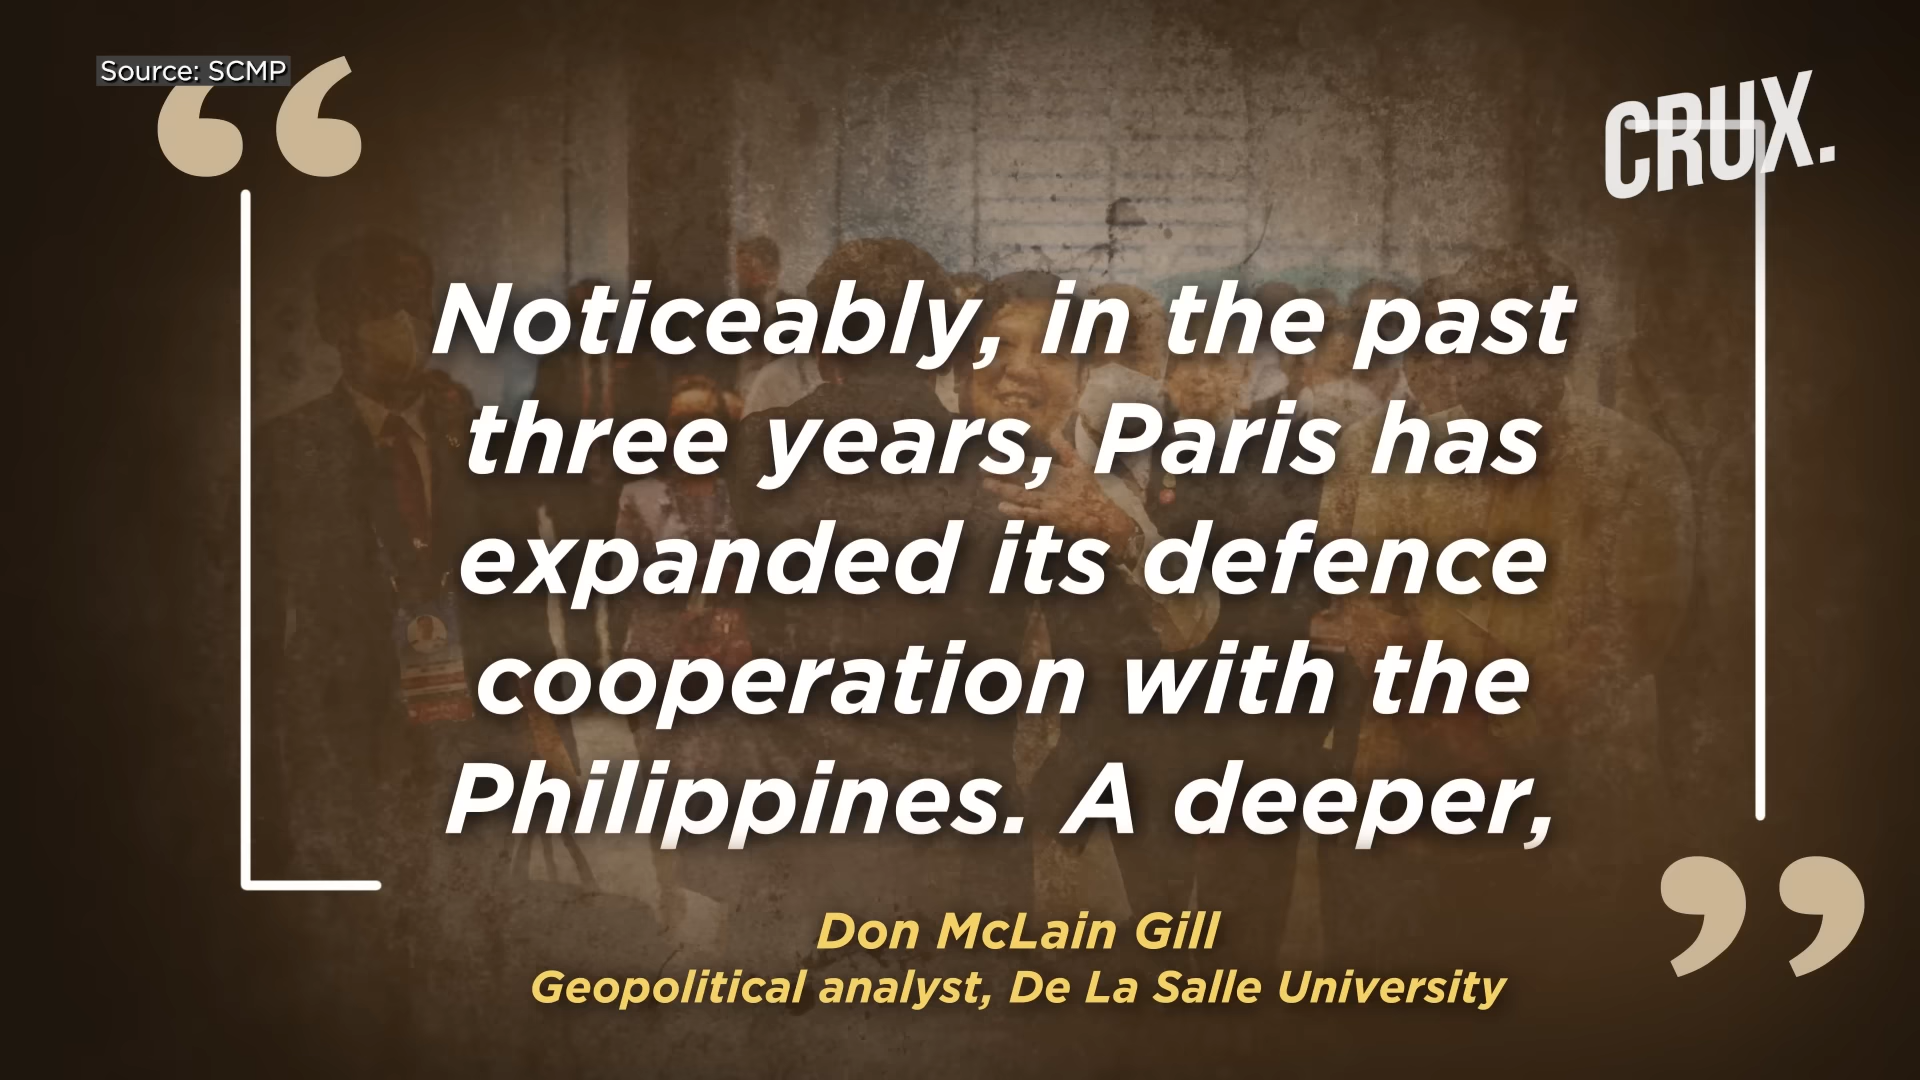 Source: SCMP
CRUX.
Noticeably, in the past
three years, Paris has
expanded its defence
cooperation with the
Philippines. A deeper,
Don McLain Gill
Geopolitical analyst, De La Salle University